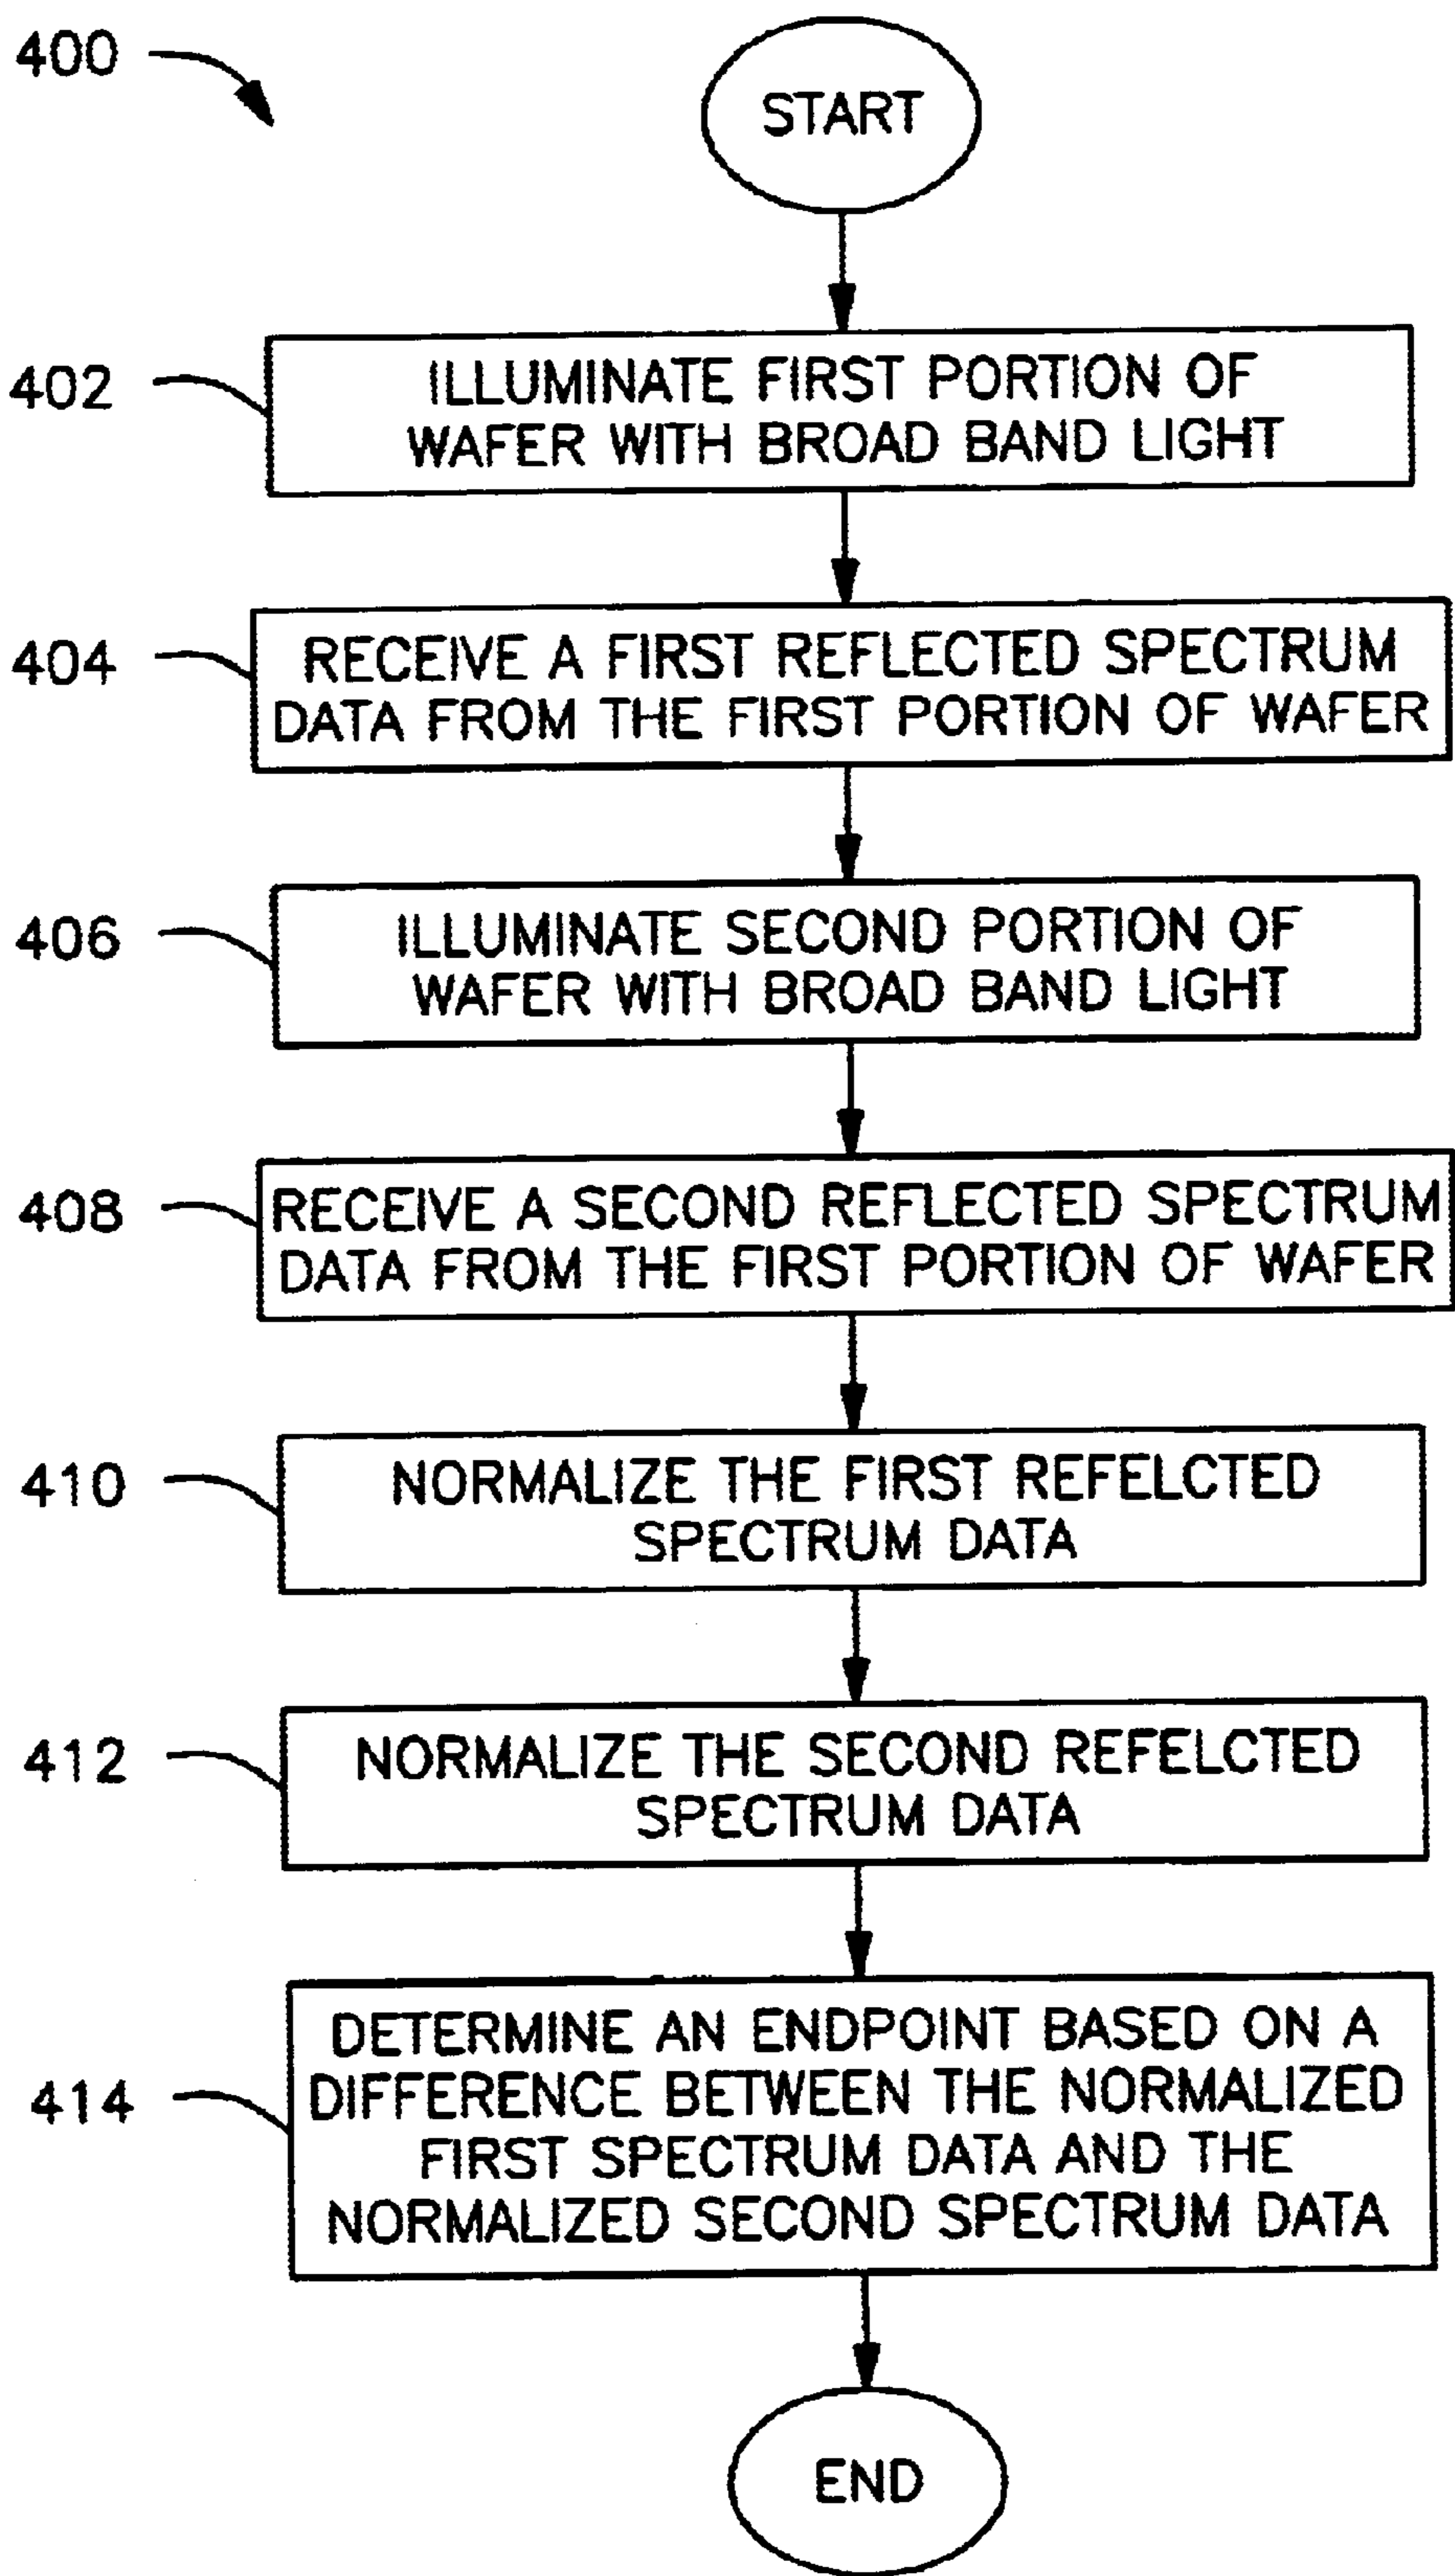 400
START
402
ILLUMINATE FIRST PORTION OF
WAFER WITH BROAD BAND LIGHT
404
RECEIVE A FIRST REFLECTED SPECTRUM
DATA FROM THE FIRST PORTION OF WAFER
406
ILLUMINATE SECOND PORTION OF
WAFER WITH BROAD BAND LIGHT
408
RECEIVE A SECOND REFLECTED SPECTRUM
DATA FROM THE FIRST PORTION OF WAFER
410
NORMALIZE THE FIRST REFELCTED
SPECTRUM DATA
412
NORMALIZE THE SECOND REFELCTED
SPECTRUM DATA
414
DETERMINE AN ENDPOINT BASED ON A
DIFFERENCE BETWEEN THE NORMALIZED
FIRST SPECTRUM DATA AND THE
NORMALIZED SECOND SPECTRUM DATA
END